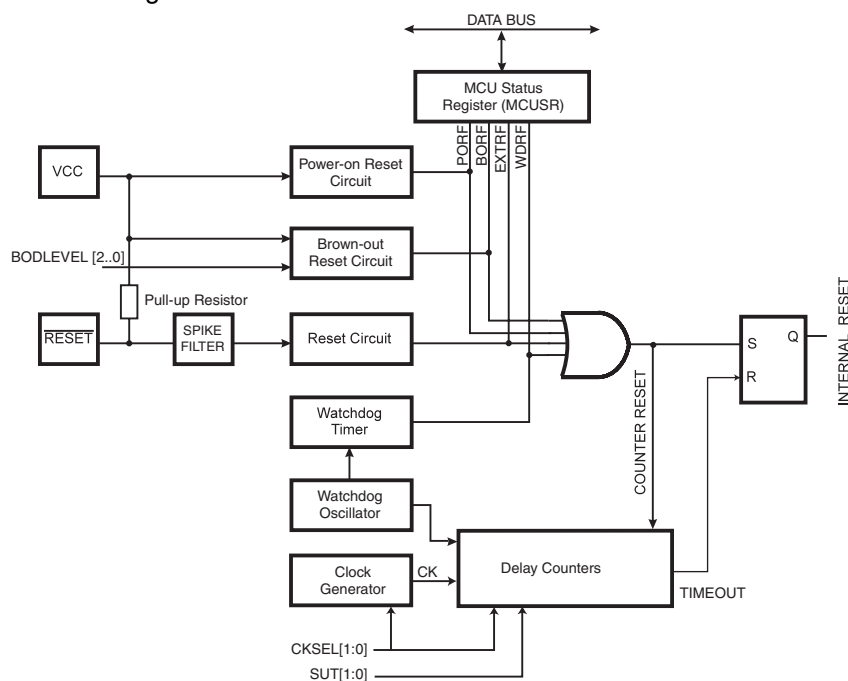 DATA BUS
MCU Status
Register (MCUSR)
PORF
BORF
EXTRF
WDRF
VCC
Power-on Reset
Circuit
BODLEVEL [2..0]
Brown-out
Reset Circuit
Pull-up Resistor
RESET
SPIKE
FILTER
Reset Circuit
S
Q
R
INTERNAL RESET
Watchdog
Timer
COUNTER RESET
Watchdog
Oscillator
Clock
Generator
CK
Delay Counters
TIMEOUT
CKSEL[1:0]
SUT[1:0]